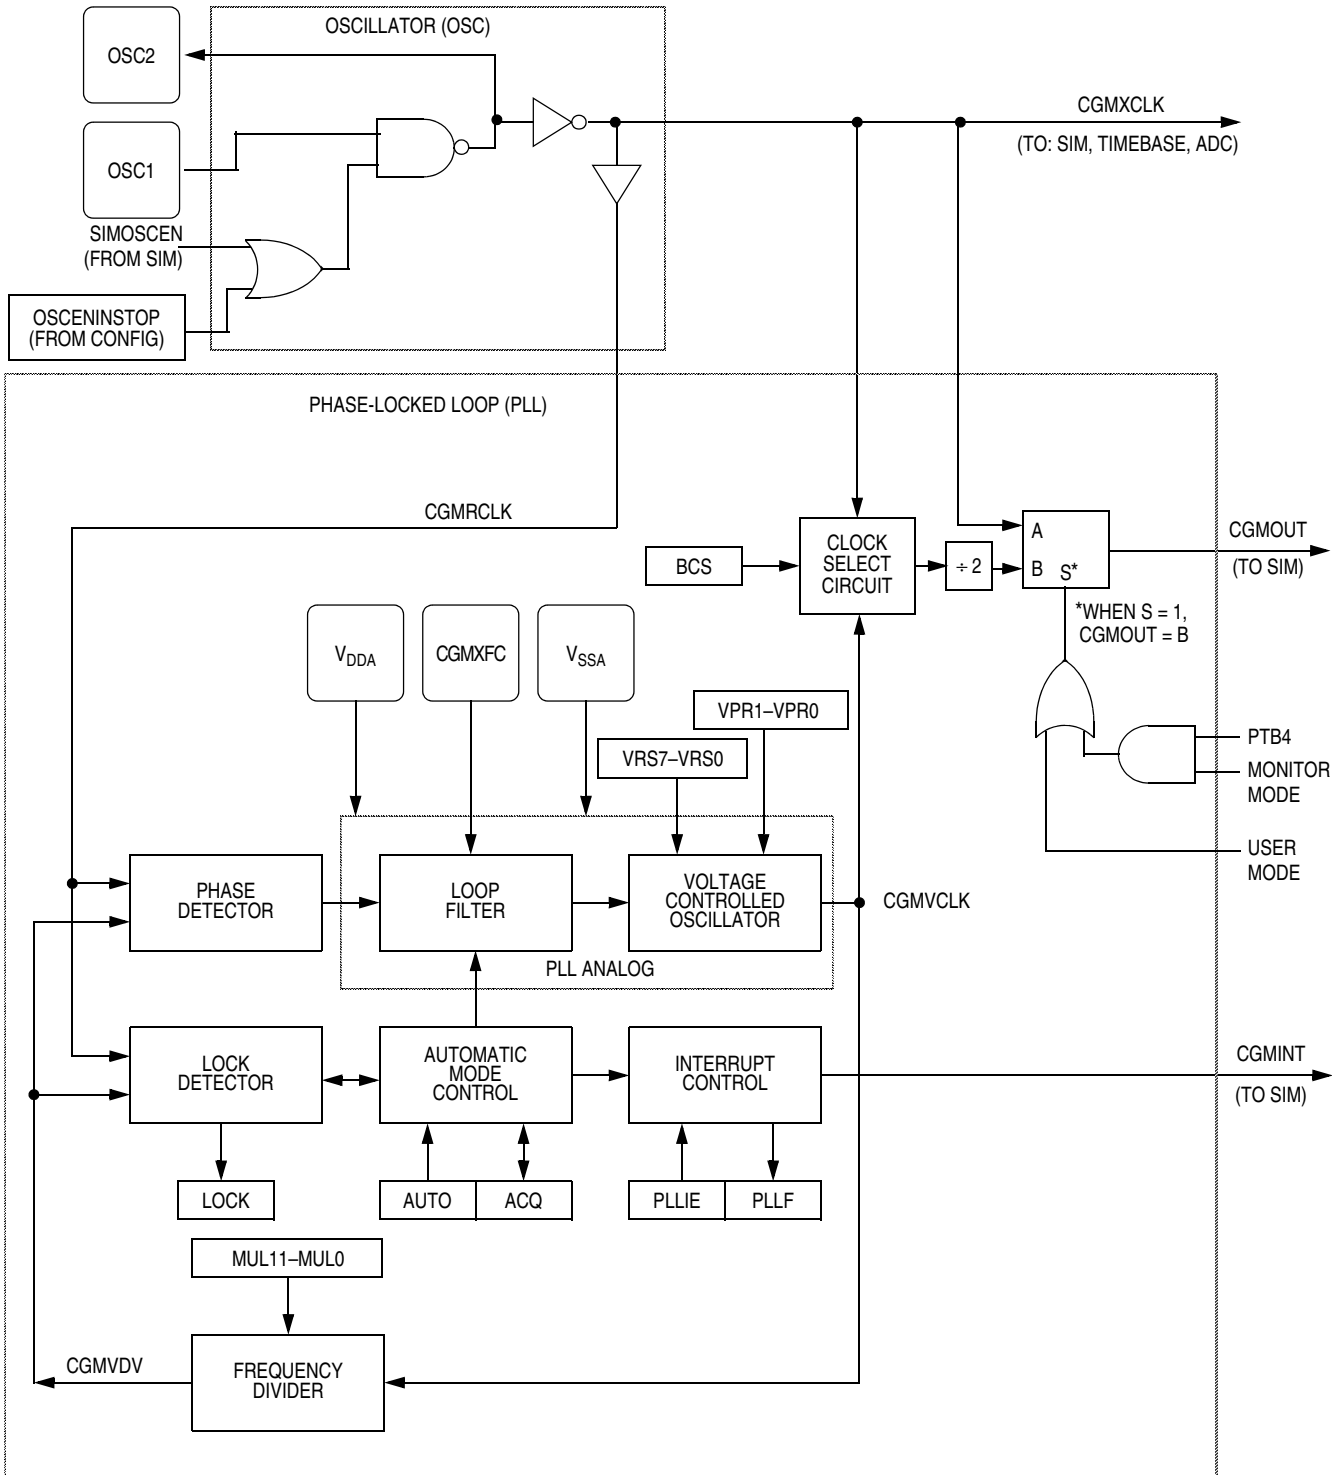 OSCILLATOR (OSC)
OSC2
CGMXCLK
(TO: SIM, TIMEBASE, ADC)
OSC1
SIMOSCEN
(FROM SIM)
OSCENINSTOP
(FROM CONFIG)
PHASE-LOCKED LOOP (PLL)
CGMRCLK
BCS
CLOCK
SELECT
CIRCUIT
÷ 2
A
B
S*
CGMOUT
(TO SIM)
*WHEN S = 1,
CGMOUT = B
VDDA
CGMXFC
VSSA
VPR1–VPR0
VRS7–VRS0
PTB4
MONITOR
MODE
USER
MODE
PHASE
DETECTOR
LOOP
FILTER
VOLTAGE
CONTROLLED
OSCILLATOR
CGMVCLK
PLL ANALOG
LOCK
DETECTOR
AUTOMATIC
MODE
CONTROL
INTERRUPT
CONTROL
CGMINT
(TO SIM)
LOCK
AUTO
ACQ
PLLIE
PLLF
MUL11–MUL0
CGMVDV
FREQUENCY
DIVIDER